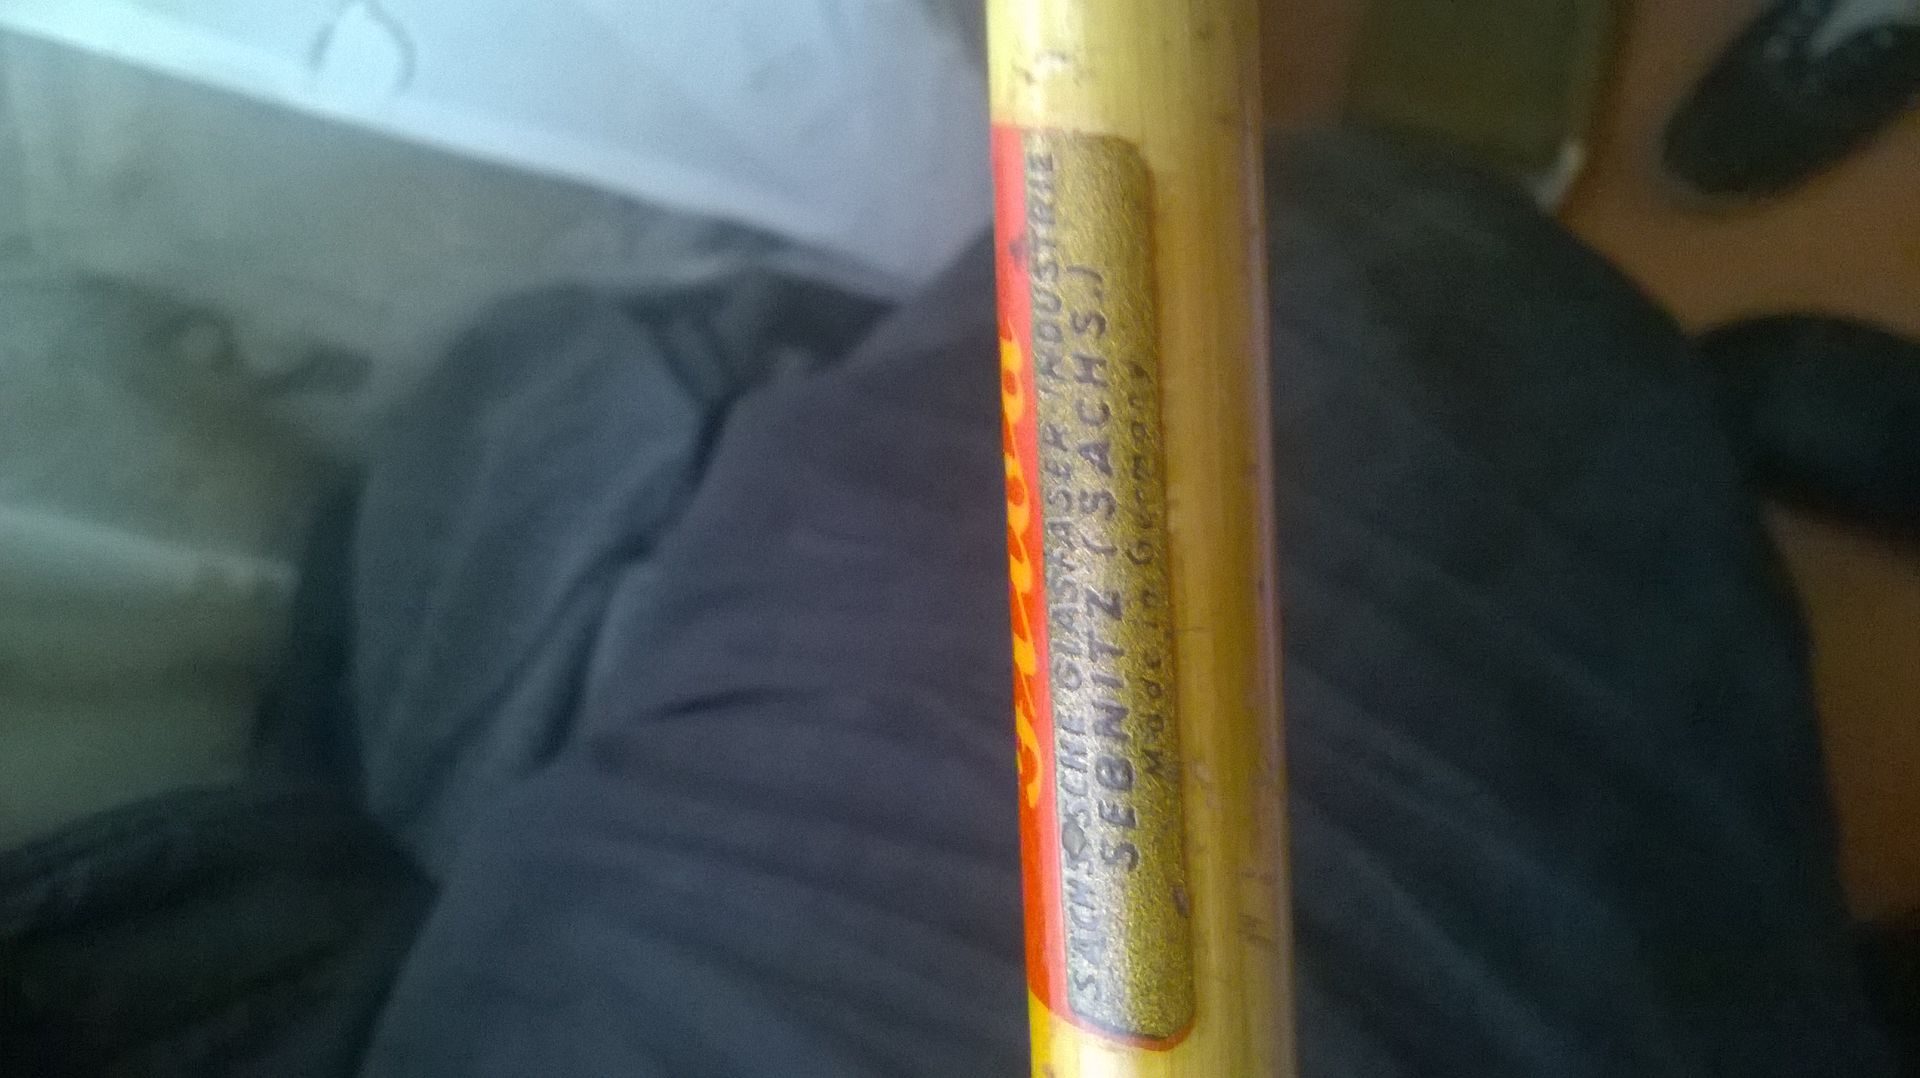 SÄCHSISCHE GLASFASER-INDUSTRIE
SEBNITZ (SACHS.)
Made in Germany